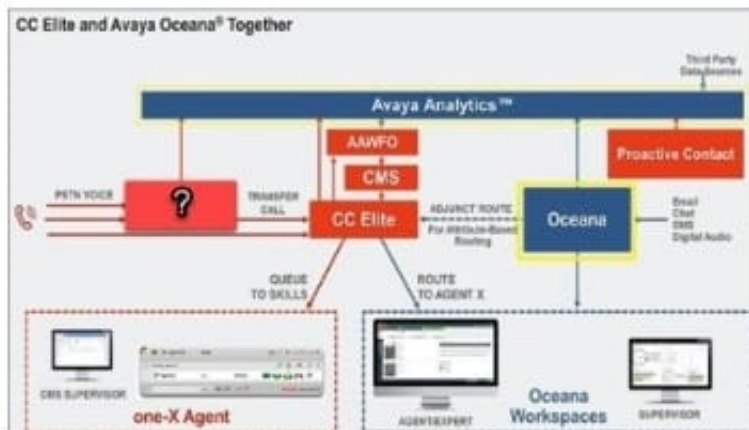 CC Elite and Avaya Oceana® Together
Third Party
Data Sources
Avaya Analytics™
AAWFO
Proactive Contact
CMS
PSTN VOICE
?
TRANSFER
CALL
CC Elite
ADJUNCT ROUTE
For Attribute-Based
Routing
Oceana
Email
Chat
SMS
Digital Audio
QUEUE
TO SKILLS
ROUTE
TO AGENT X
CMS SUPERVISOR
one-X Agent
AGENT/EXPERT
Oceana
Workspaces
SUPERVISOR